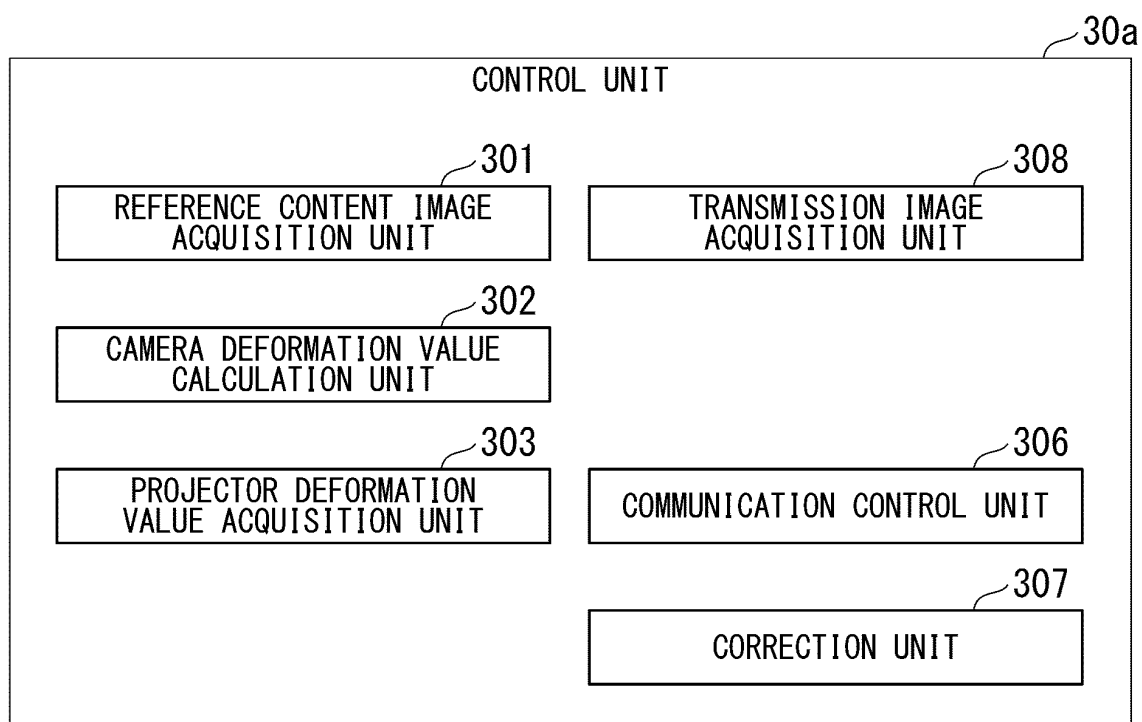 30a
CONTROL UNIT
301
REFERENCE CONTENT IMAGE
ACQUISITION UNIT
308
TRANSMISSION IMAGE
ACQUISITION UNIT
302
CAMERA DEFORMATION VALUE
CALCULATION UNIT
303
PROJECTOR DEFORMATION
VALUE ACQUISITION UNIT
306
COMMUNICATION CONTROL UNIT
307
CORRECTION UNIT